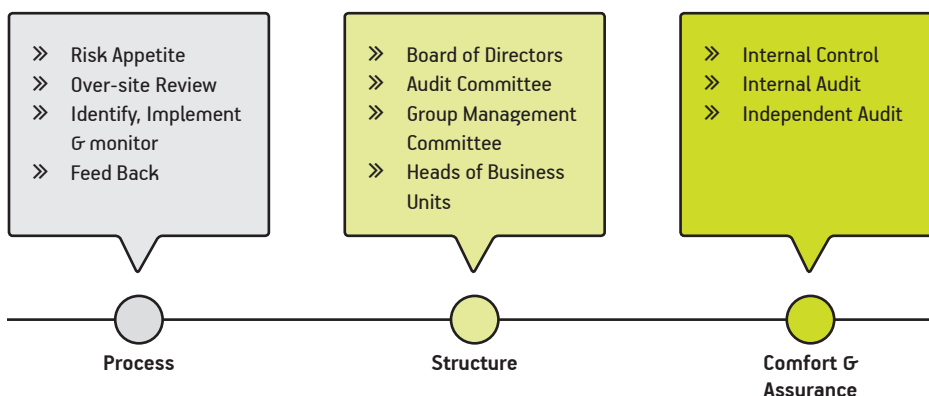 » Risk Appetite
» Over-site Review
» Identify, Implement
& monitor
» Feed Back
» Board of Directors
» Audit Committee
» Group Management
Committee
» Heads of Business
Units
» Internal Control
» Internal Audit
» Independent Audit
Process
Structure
Comfort &
Assurance